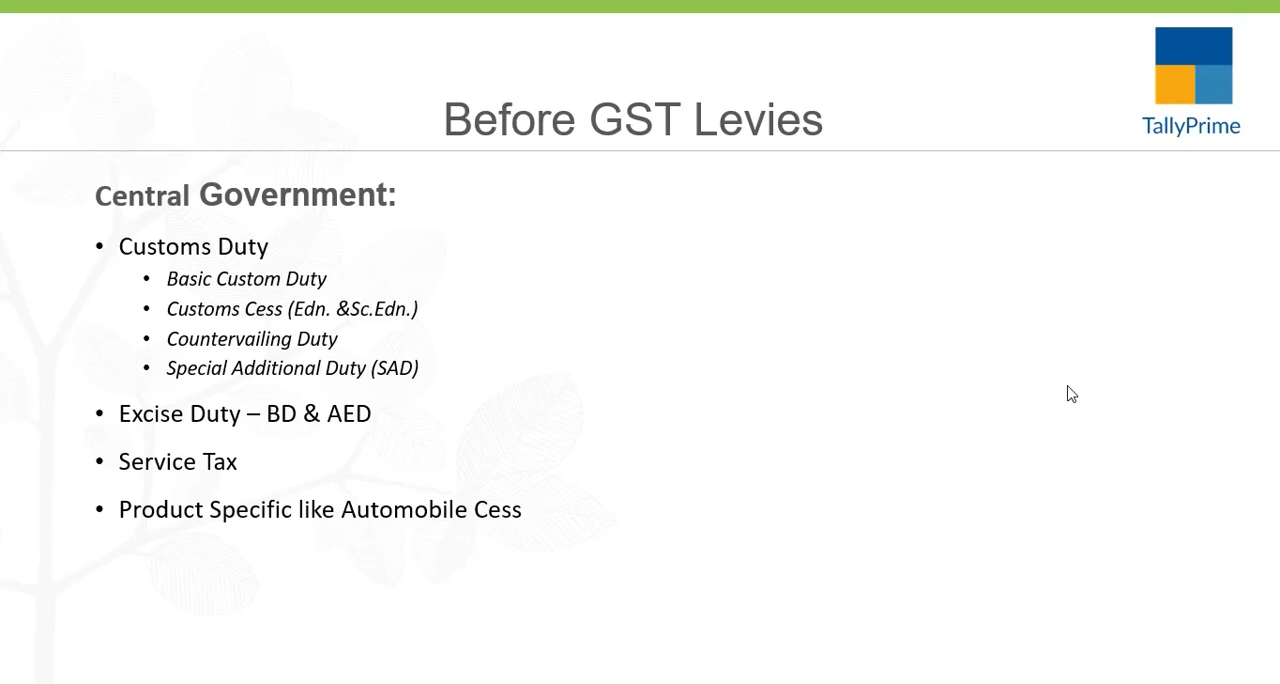 TallyPrime
Before GST Levies
Central Government:
• Customs Duty
• Basic Custom Duty
• Customs Cess (Edn. &Sc.Edn.)
• Countervailing Duty
• Special Additional Duty (SAD)
• Excise Duty – BD & AED
• Service Tax
• Product Specific like Automobile Cess